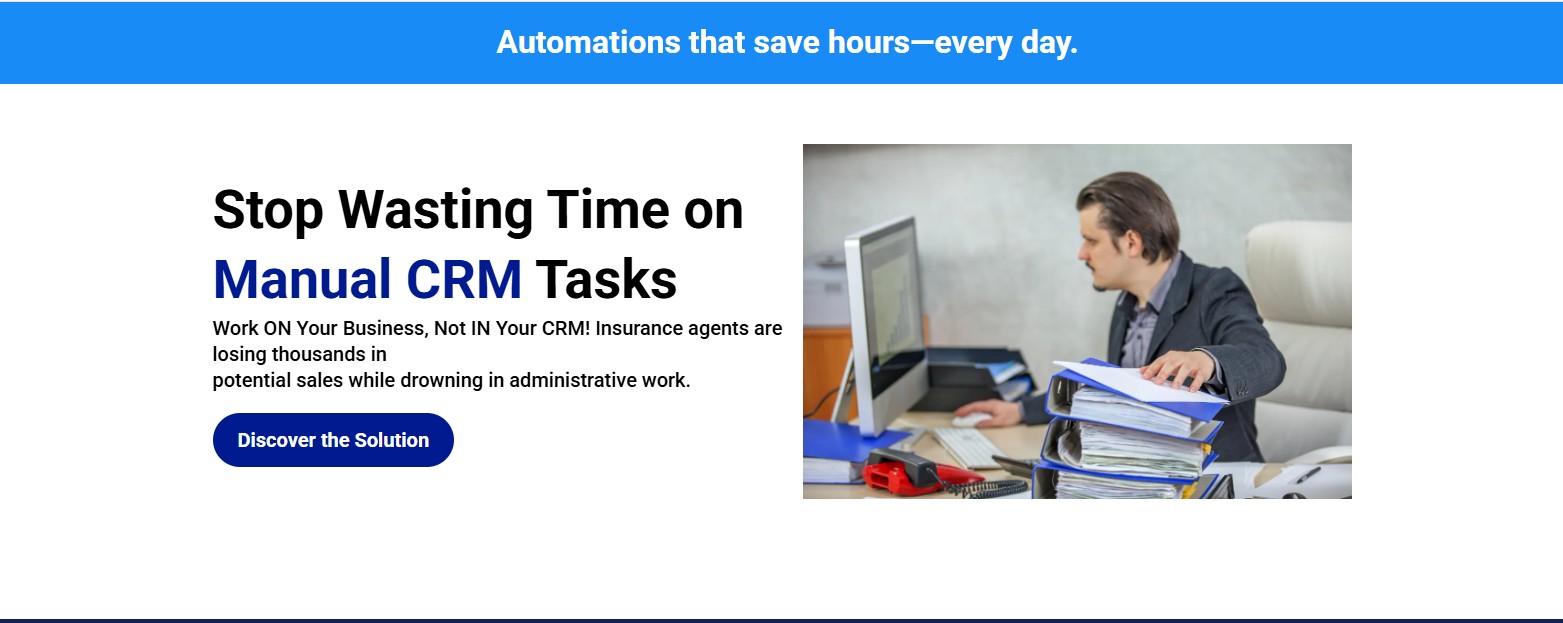 Automations that save hours—every day.
Stop Wasting Time on
Manual CRM Tasks
Work ON Your Business, Not IN Your CRM! Insurance agents are
losing thousands in
potential sales while drowning in administrative work.
Discover the Solution